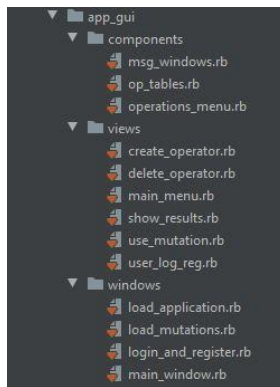 app_gui
components
msg_windows.rb
op_tables.rb
operations_menu.rb
views
create_operator.rb
delete_operator.rb
main_menu.rb
show_results.rb
use_mutation.rb
user_log_reg.rb
windows
load_application.rb
load_mutations.rb
login_and_register.rb
main_window.rb